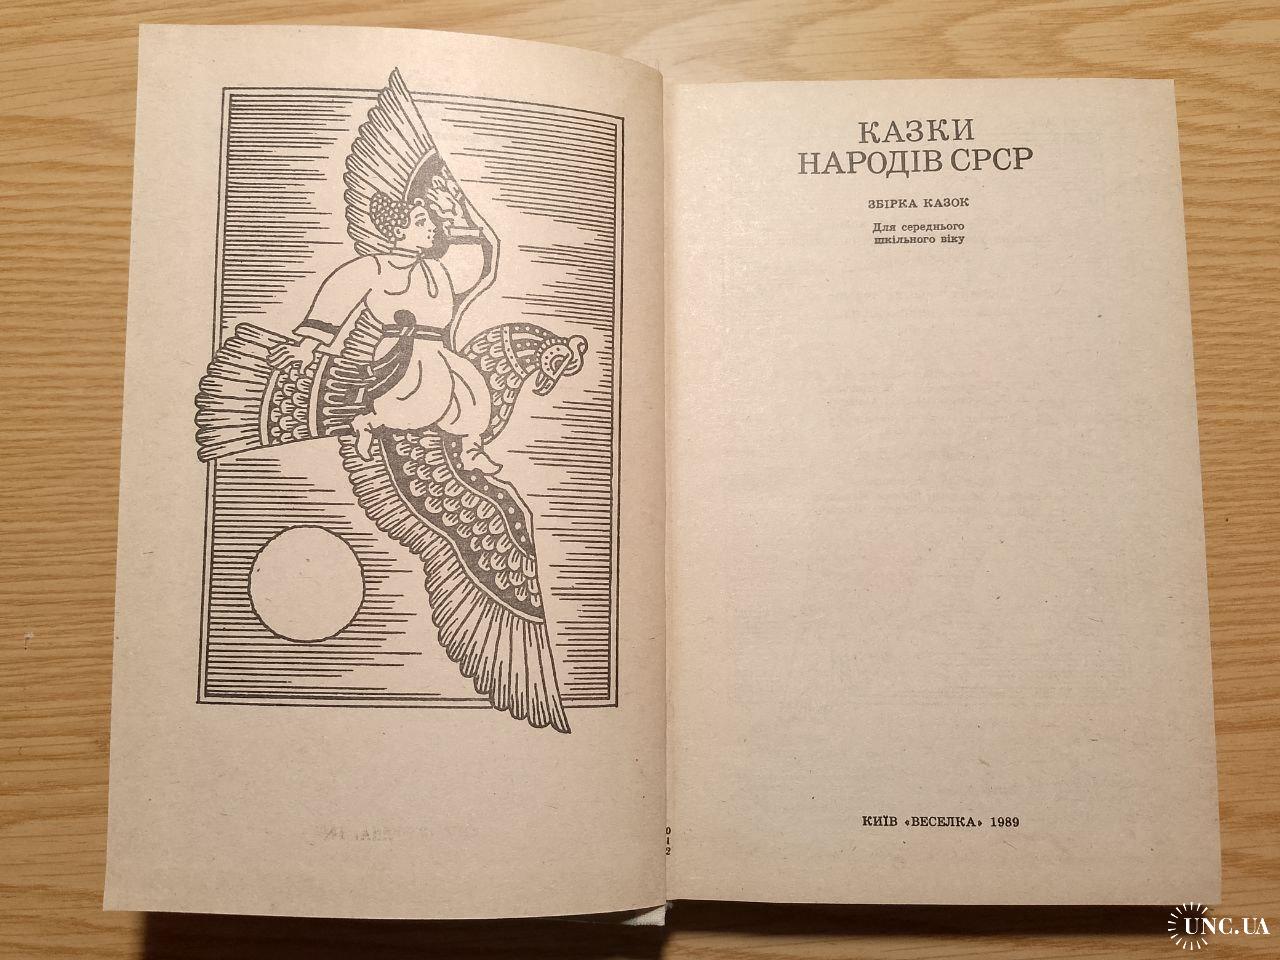 КАЗКИ
НАРОДІВ СРСР
ЗБІРКА КАЗОК
Для середнього
шкільного віку
КИЇВ «ВЕСЕЛКА» 1989
UNC.UA